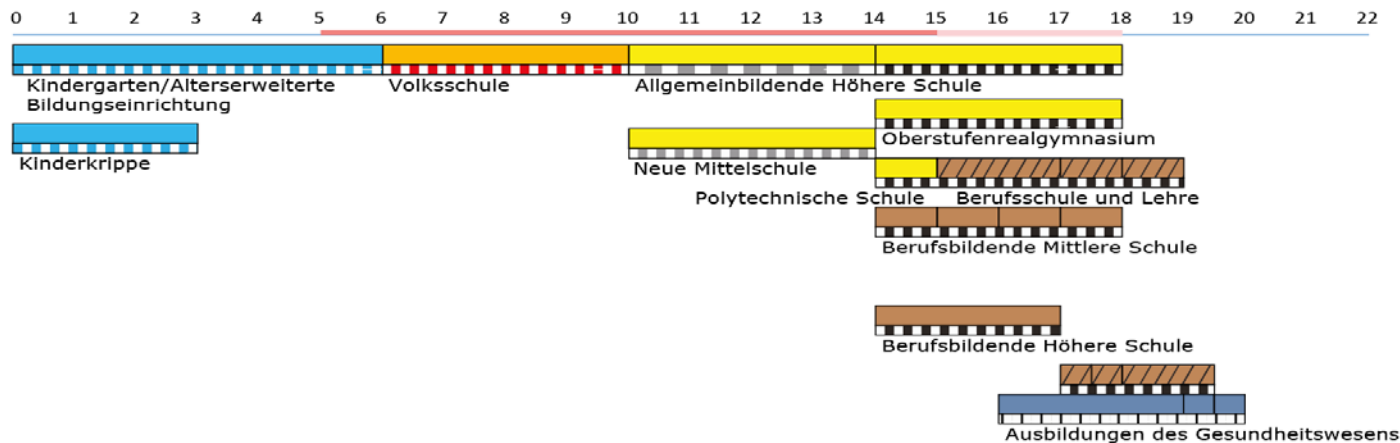 0 1 2 3 4 5 6 7 8 9 10 11 12 13 14 15 16 17 18 19 20 21 22
Kindergarten/Alterserweiterte
Bildungseinrichtung
Volksschule
Allgemeinbildende Höhere Schule
Oberstufenrealgymnasium
Kinderkrippe
Neue Mittelschule
Polytechnische Schule
Berufsschule und Lehre
Berufsbildende Mittlere Schule
Berufsbildende Höhere Schule
Ausbildungen des Gesundheitswesens